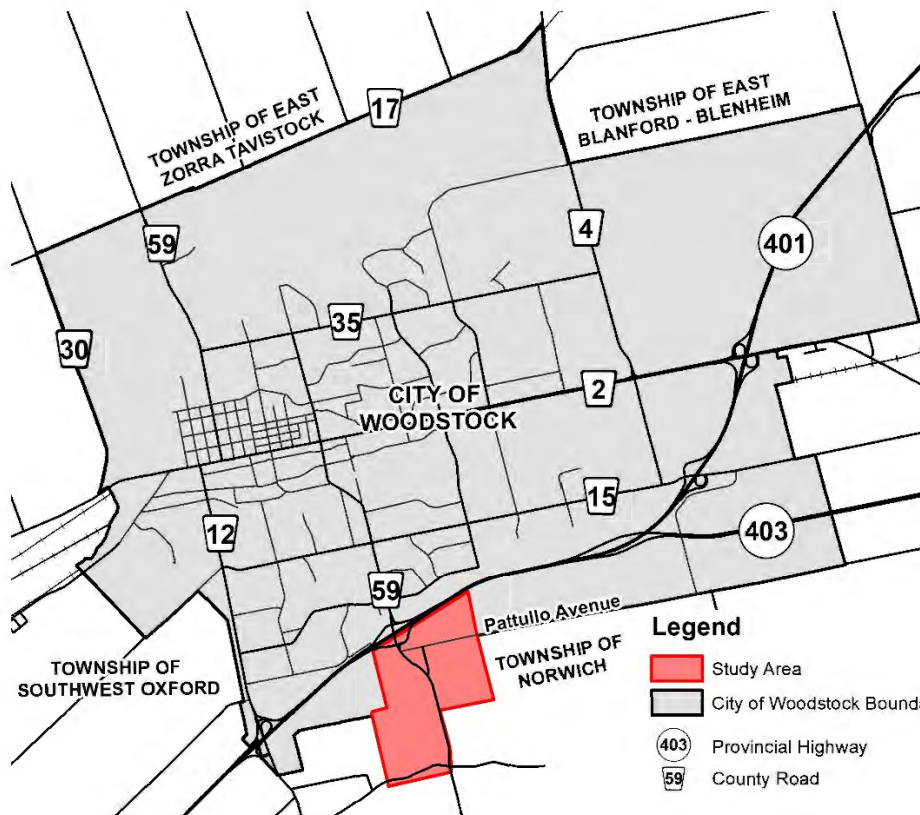 17
TOWNSHIP OF EAST
ZORRA TAVISTOCK
TOWNSHIP OF EAST
BLANFORD - BLENHEIM
59
4
401
35
30
CITY OF
WOODSTOCK
2
15
12
403
59
Pattullo Avenue
TOWNSHIP OF
SOUTHWEST OXFORD
TOWNSHIP OF
NORWICH
Legend
Study Area
City of Woodstock Bounda
403 Provincial Highway
59 County Road